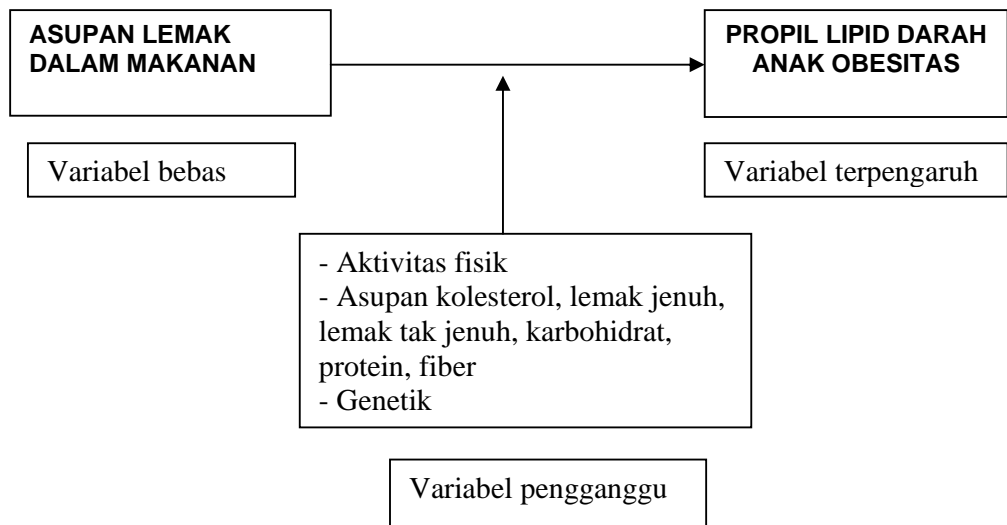 ASUPAN LEMAK
DALAM MAKANAN
PROPIL LIPID DARAH
ANAK OBESITAS
Variabel bebas
Variabel terpengaruh
- Aktivitas fisik
- Asupan kolesterol, lemak jenuh,
lemak tak jenuh, karbohidrat,
protein, fiber
- Genetik
Variabel pengganggu